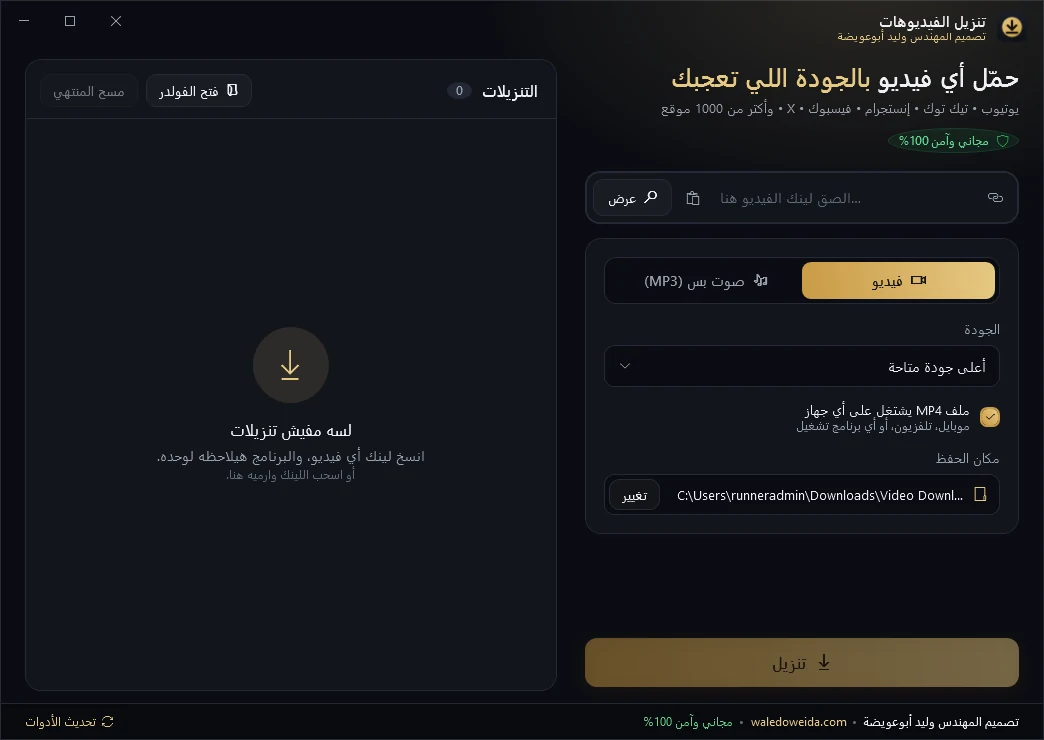 تنزيل الفيديوهات
تصميم المهندس وليد أبوعويضة
حمّل أي فيديو بالجودة اللي تعجبك
يوتيوب • تيك توك • إنستجرام • فيسبوك • X • وأكثر من 1000 موقع
مجاني وآمن 100%
الصق لينك الفيديو هنا...
عرض
فيديو
صوت بس (MP3)
الجودة
أعلى جودة متاحة
ملف MP4 يشتغل على أي جهاز
موبايل، تلفزيون، أو أي برنامج تشغيل
مكان الحفظ
C:\Users\runneradmin\Downloads\Video Downl...
تغيير
تنزيل
التنزيلات 0
فتح الفولدر
مسح المنتهي
لسه مفيش تنزيلات
انسخ لينك أي فيديو، والبرنامج هيلاحظه لوحده.
أو اسحب اللينك وارميه هنا.
تصميم المهندس وليد أبوعويضة • waledoweida.com • مجاني وآمن 100%
تحديث الأدوات